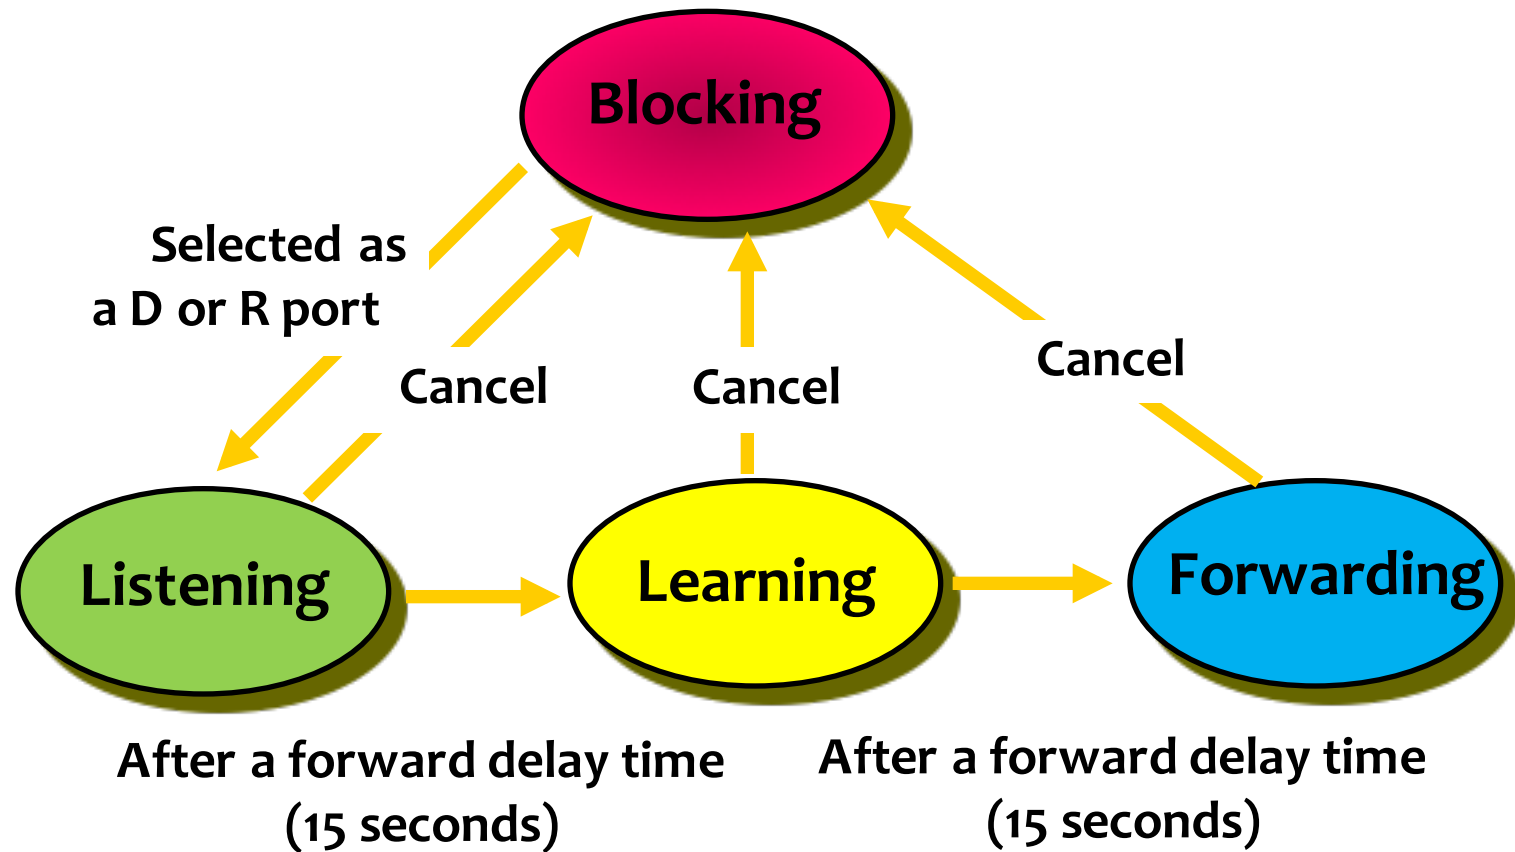 Blocking
Selected as
a D or R port
Cancel
Cancel
Cancel
Listening
Learning
Forwarding
After a forward delay time
(15 seconds)
After a forward delay time
(15 seconds)